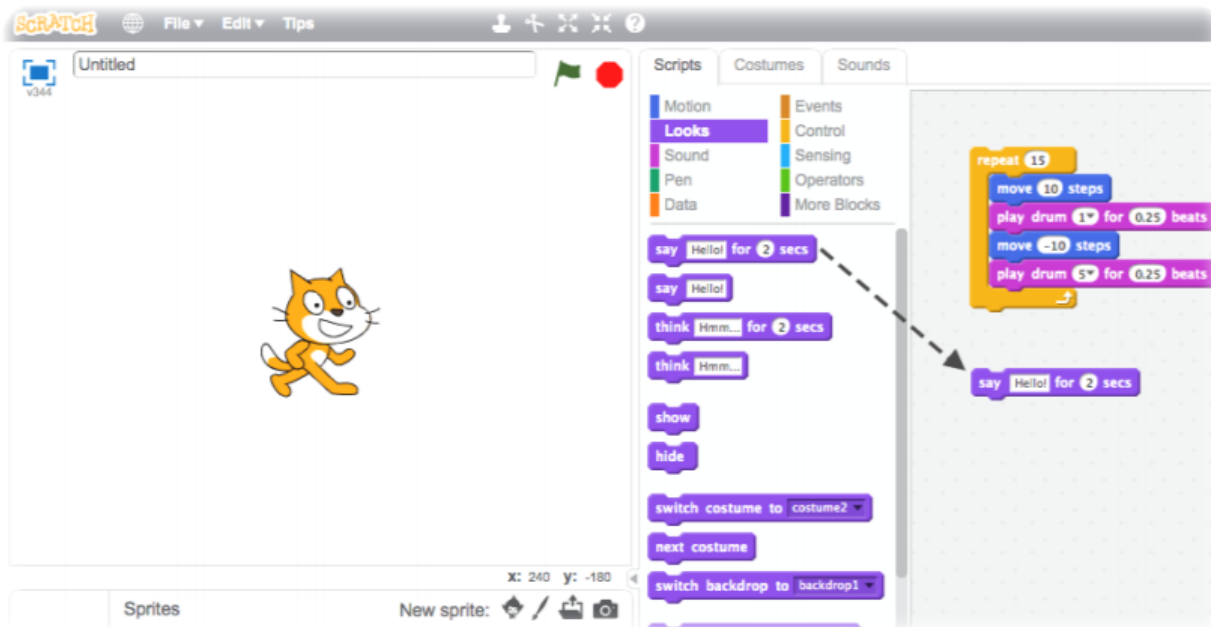 SCRATCH File Edit Tips
v344
Untitled
x: 240 y: -180
Sprites New sprite:
Scripts Costumes Sounds
Motion Events
Looks Control
Sound Sensing
Pen Operators
Data More Blocks
say Hello! for 2 secs
say Hello!
think Hmm... for 2 secs
think Hmm...
show
hide
switch costume to costume2
next costume
switch backdrop to backdrop1
repeat 15
move 10 steps
play drum 1 for 0.25 beats
move -10 steps
play drum 5 for 0.25 beats
say Hello! for 2 secs